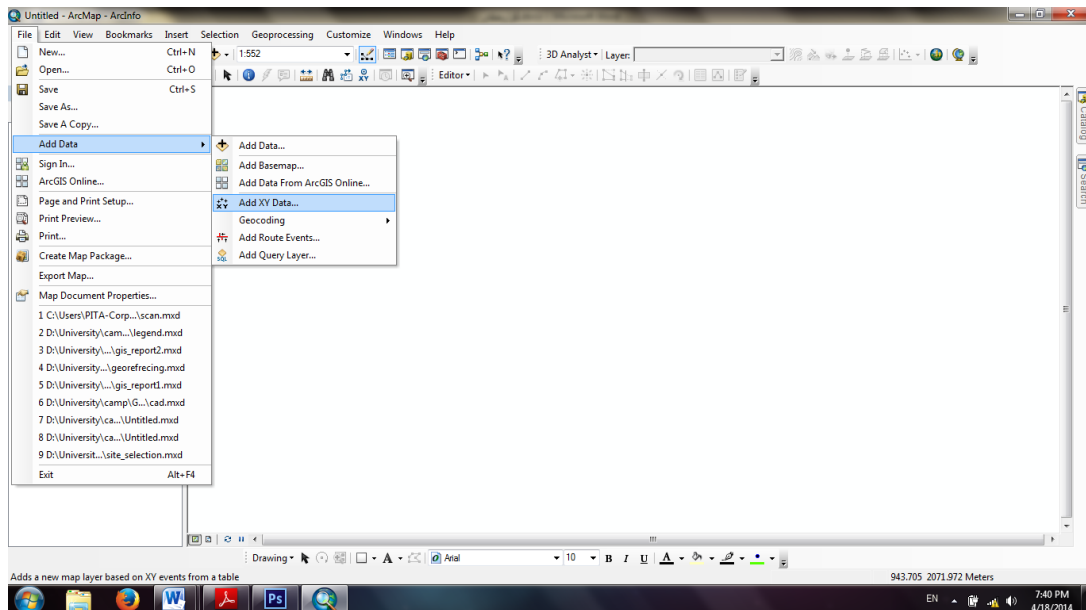 Untitled - ArcMap - ArcInfo
File Edit View Bookmarks Insert Selection Geoprocessing Customize Windows Help
New... Ctrl+N
1:552
3D Analyst Layer:
Open... Ctrl+O
Editor
Save Ctrl+S
Save As...
Save A Copy...
Add Data
Sign In...
ArcGIS Online...
Page and Print Setup...
Print Preview...
Print...
Create Map Package...
Export Map...
Map Document Properties...
1 C:\Users\PITA-Corp...\scan.mxd
2 D:\University\cam...\legend.mxd
3 D:\University\...\gis_report2.mxd
4 D:\University...\georefrecing.mxd
5 D:\University\...\gis_report1.mxd
6 D:\University\camp\G...\cad.mxd
7 D:\University\ca...\Untitled.mxd
8 D:\University\ca...\Untitled.mxd
9 D:\Universit...\site_selection.mxd
Exit Alt+F4
Add Data...
Add Basemap...
Add Data From ArcGIS Online...
XY Add XY Data...
Geocoding
Add Route Events...
SQL Add Query Layer...
Catalog
Search
Drawing A Arial 10 B I U A
Adds a new map layer based on XY events from a table
943.705 2071.972 Meters
W Ps
EN
7:40 PM
4/18/2014